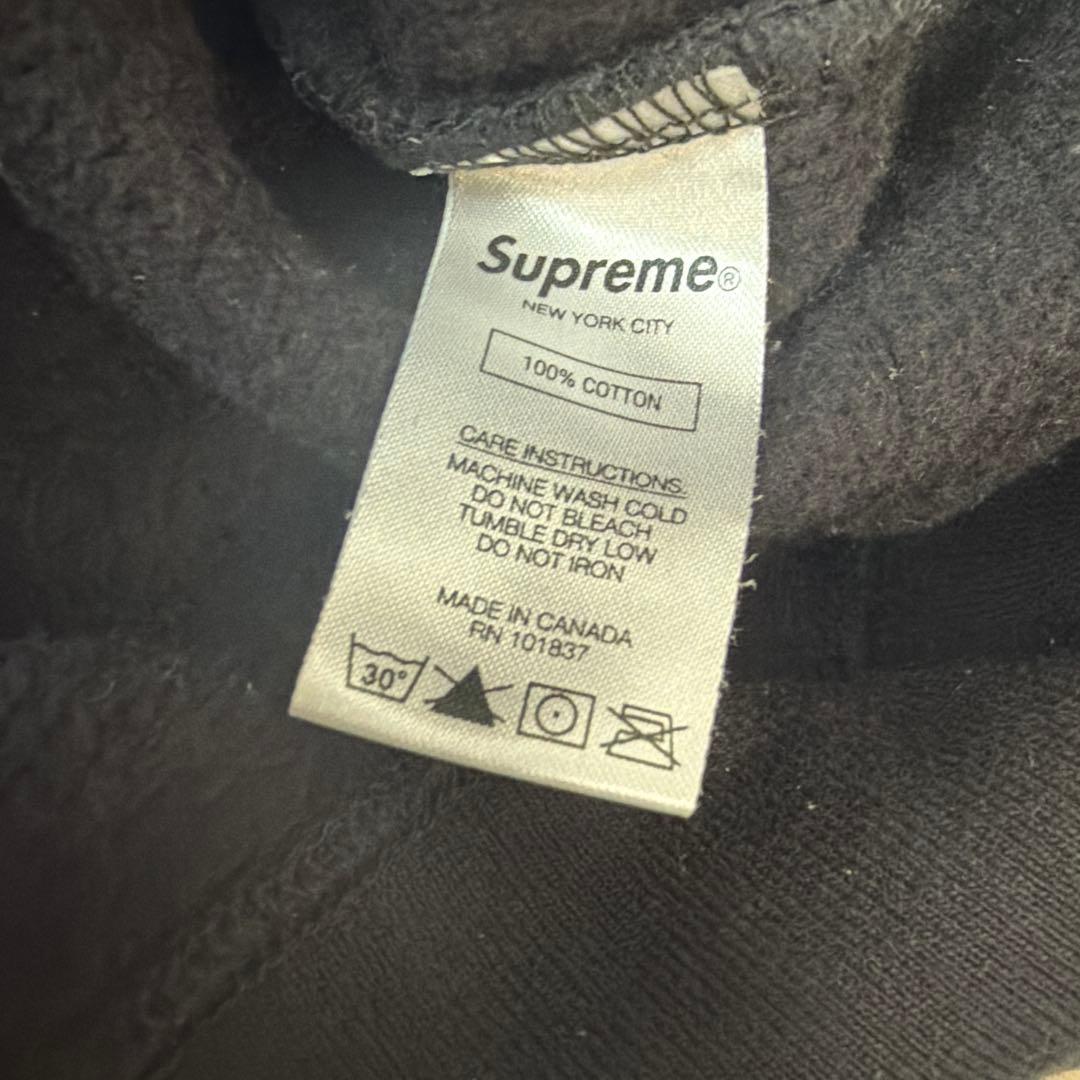 Supreme®
NEW YORK CITY
100% COTTON
CARE INSTRUCTIONS.
MACHINE WASH COLD
DO NOT BLEACH
TUMBLE DRY LOW
DO NOT IRON
MADE IN CANADA
RN 101837
30°